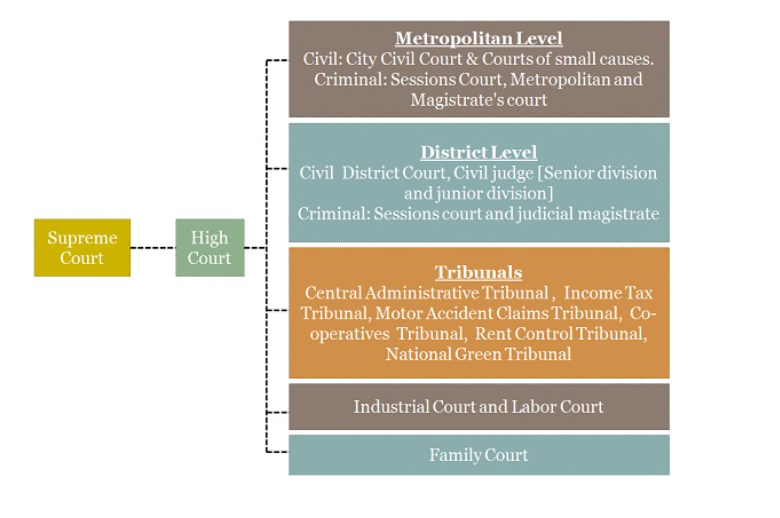 Metropolitan Level
Civil: City Civil Court & Courts of small causes.
Criminal: Sessions Court, Metropolitan and
Magistrate's court
District Level
Civil District Court, Civil judge [Senior division
and junior division]
Criminal: Sessions court and judicial magistrate
Supreme
Court
High
Court
Tribunals
Central Administrative Tribunal , Income Tax
Tribunal, Motor Accident Claims Tribunal, Co-
operatives Tribunal, Rent Control Tribunal,
National Green Tribunal
Industrial Court and Labor Court
Family Court